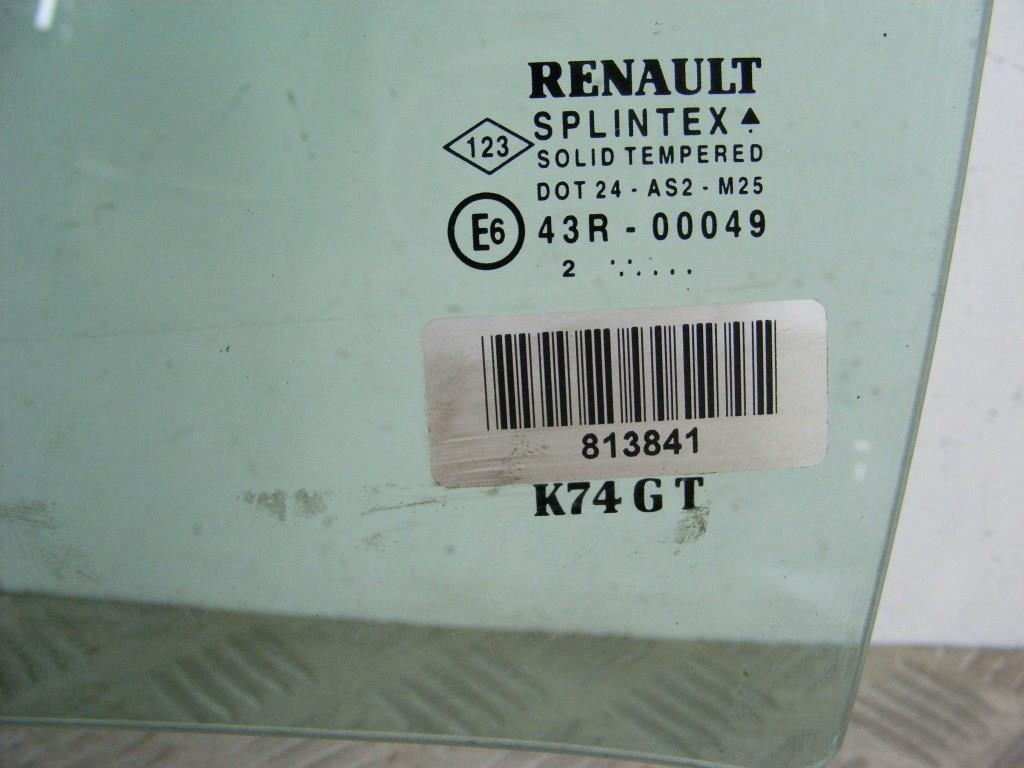 RENAULT
123 SPLINTEX
SOLID TEMPERED
DOT 24 - AS2 - M25
E6 43R - 00049
2 ·.·....
813841
K74 G T